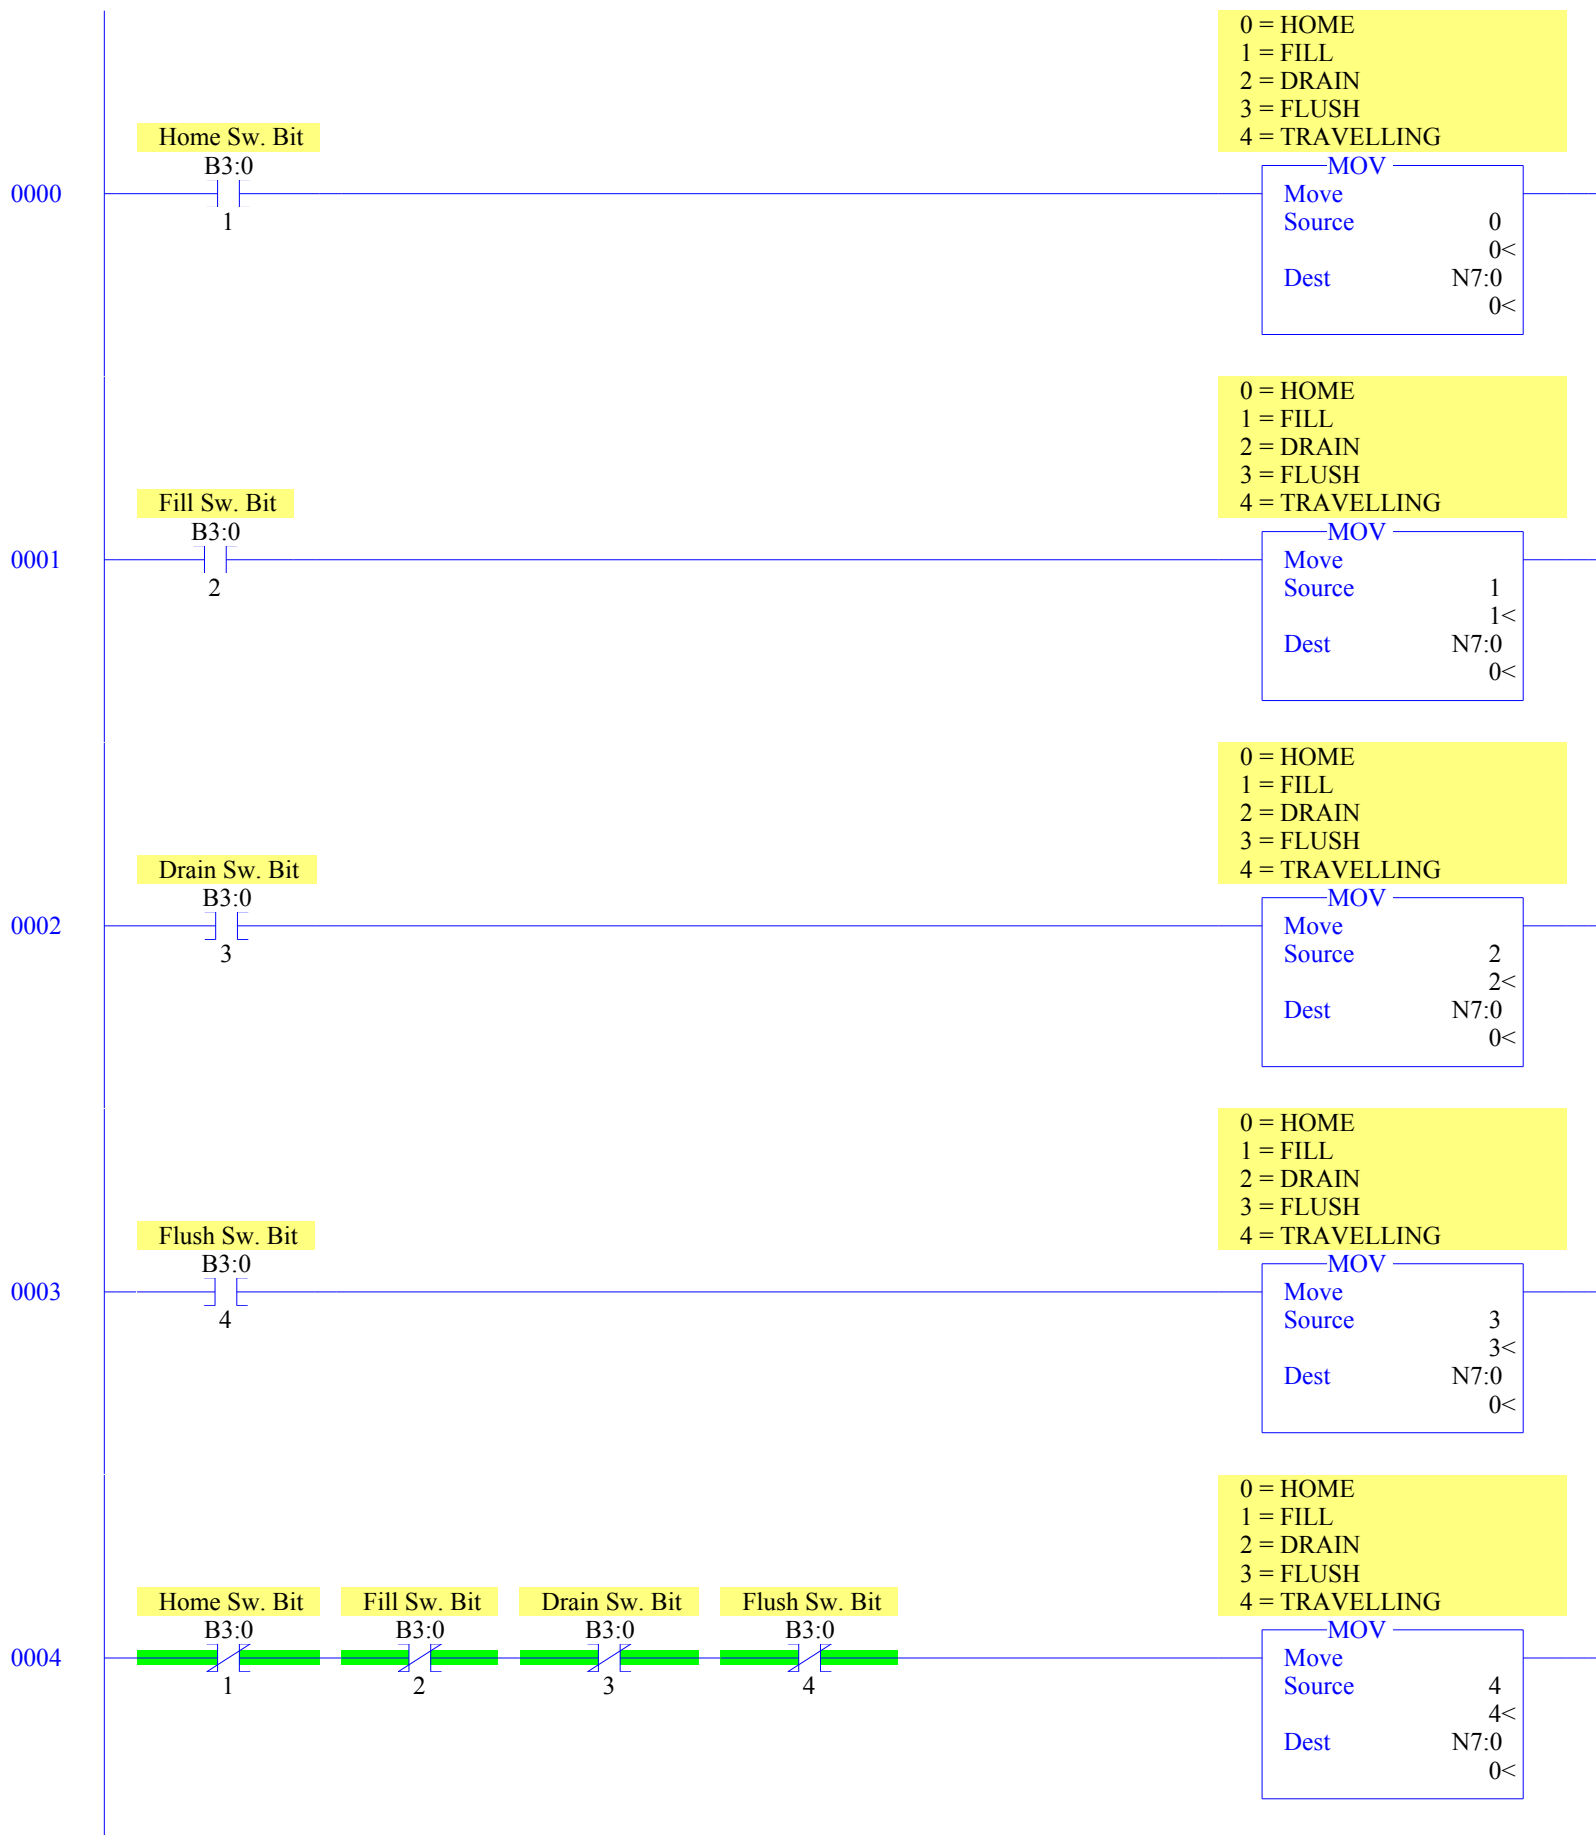 0 = HOME
1 = FILL
2 = DRAIN
3 = FLUSH
4 = TRAVELLING
Home Sw. Bit
B3:0
MOV
0000
Move
1
Source 0
0<
Dest N7:0
0<
0 = HOME
1 = FILL
2 = DRAIN
3 = FLUSH
4 = TRAVELLING
Fill Sw. Bit
B3:0
MOV
0001
Move
2
Source 1
1<
Dest N7:0
0<
0 = HOME
1 = FILL
2 = DRAIN
3 = FLUSH
4 = TRAVELLING
Drain Sw. Bit
B3:0
MOV
0002
Move
3
Source 2
2<
Dest N7:0
0<
0 = HOME
1 = FILL
2 = DRAIN
3 = FLUSH
4 = TRAVELLING
Flush Sw. Bit
B3:0
MOV
0003
Move
4
Source 3
3<
Dest N7:0
0<
0 = HOME
1 = FILL
2 = DRAIN
3 = FLUSH
4 = TRAVELLING
Home Sw. Bit Fill Sw. Bit Drain Sw. Bit Flush Sw. Bit
B3:0 B3:0 B3:0 B3:0
MOV
0004
Move
1 2 3 4
Source 4
4<
Dest N7:0
0<